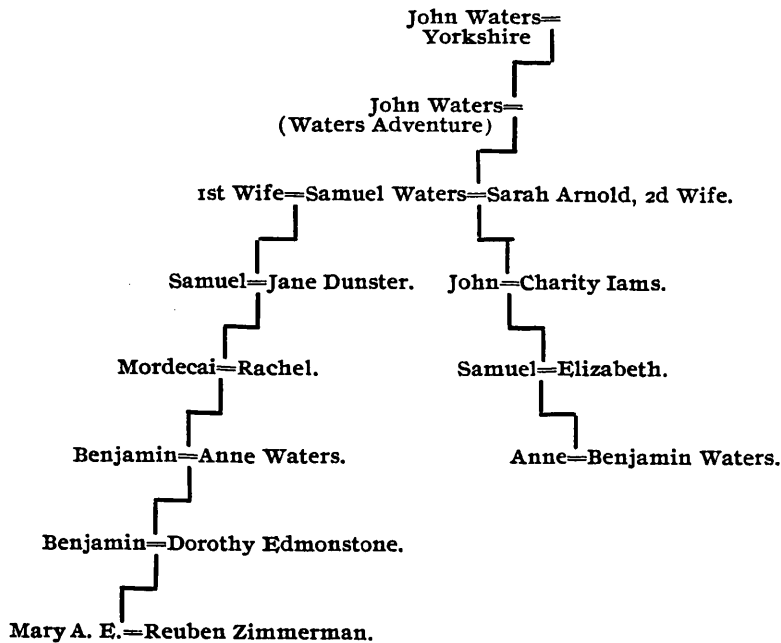 John Waters=
Yorkshire
John Waters=
(Waters Adventure)
1st Wife=Samuel Waters=Sarah Arnold, 2d Wife.
Samuel=Jane Dunster. John=Charity Iams.
Mordecai=Rachel. Samuel=Elizabeth.
Benjamin=Anne Waters. Anne=Benjamin Waters.
Benjamin=Dorothy Edmonstone.
Mary A. E.=Reuben Zimmerman.